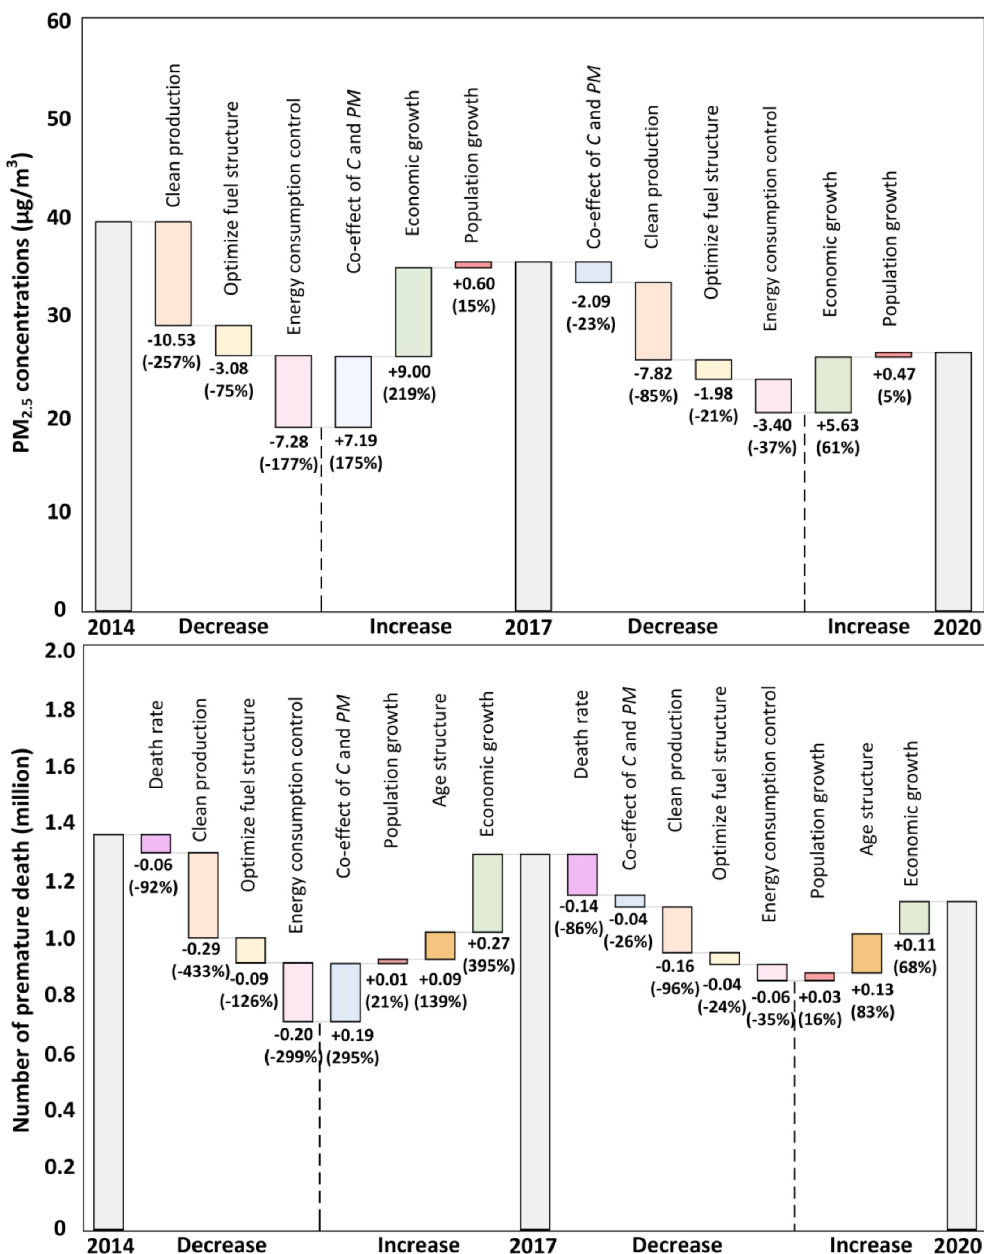 PM2.5 concentrations (μg/m³)
60
50
40
30
20
10
0
Clean production
Optimize fuel structure
Energy consumption control
Co-effect of C and PM
Economic growth
Population growth
Co-effect of C and PM
Clean production
Optimize fuel structure
Energy consumption control
Economic growth
Population growth
-10.53
(-257%)
-3.08
(-75%)
-7.28
(-177%)
+7.19
(175%)
+9.00
(219%)
+0.60
(15%)
-2.09
(-23%)
-7.82
(-85%)
-1.98
(-21%)
-3.40
(-37%)
+5.63
(61%)
+0.47
(5%)
2014 Decrease Increase 2017 Decrease Increase 2020
Number of premature death (million)
2.0
1.8
1.6
1.4
1.2
1.0
0.8
0.6
0.4
0.2
0
Death rate
Clean production
Optimize fuel structure
Energy consumption control
Co-effect of C and PM
Population growth
Age structure
Economic growth
Death rate
Co-effect of C and PM
Clean production
Optimize fuel structure
Energy consumption control
Population growth
Age structure
Economic growth
-0.06
(-92%)
-0.29
(-433%)
-0.09
(-126%)
-0.20
(-299%)
+0.19
(295%)
+0.01
(21%)
+0.09
(139%)
+0.27
(395%)
-0.14
(-86%)
-0.04
(-26%)
-0.16
(-96%)
-0.04
(-24%)
-0.06
(-35%)
+0.03
(16%)
+0.13
(83%)
+0.11
(68%)
2014 Decrease Increase 2017 Decrease Increase 2020